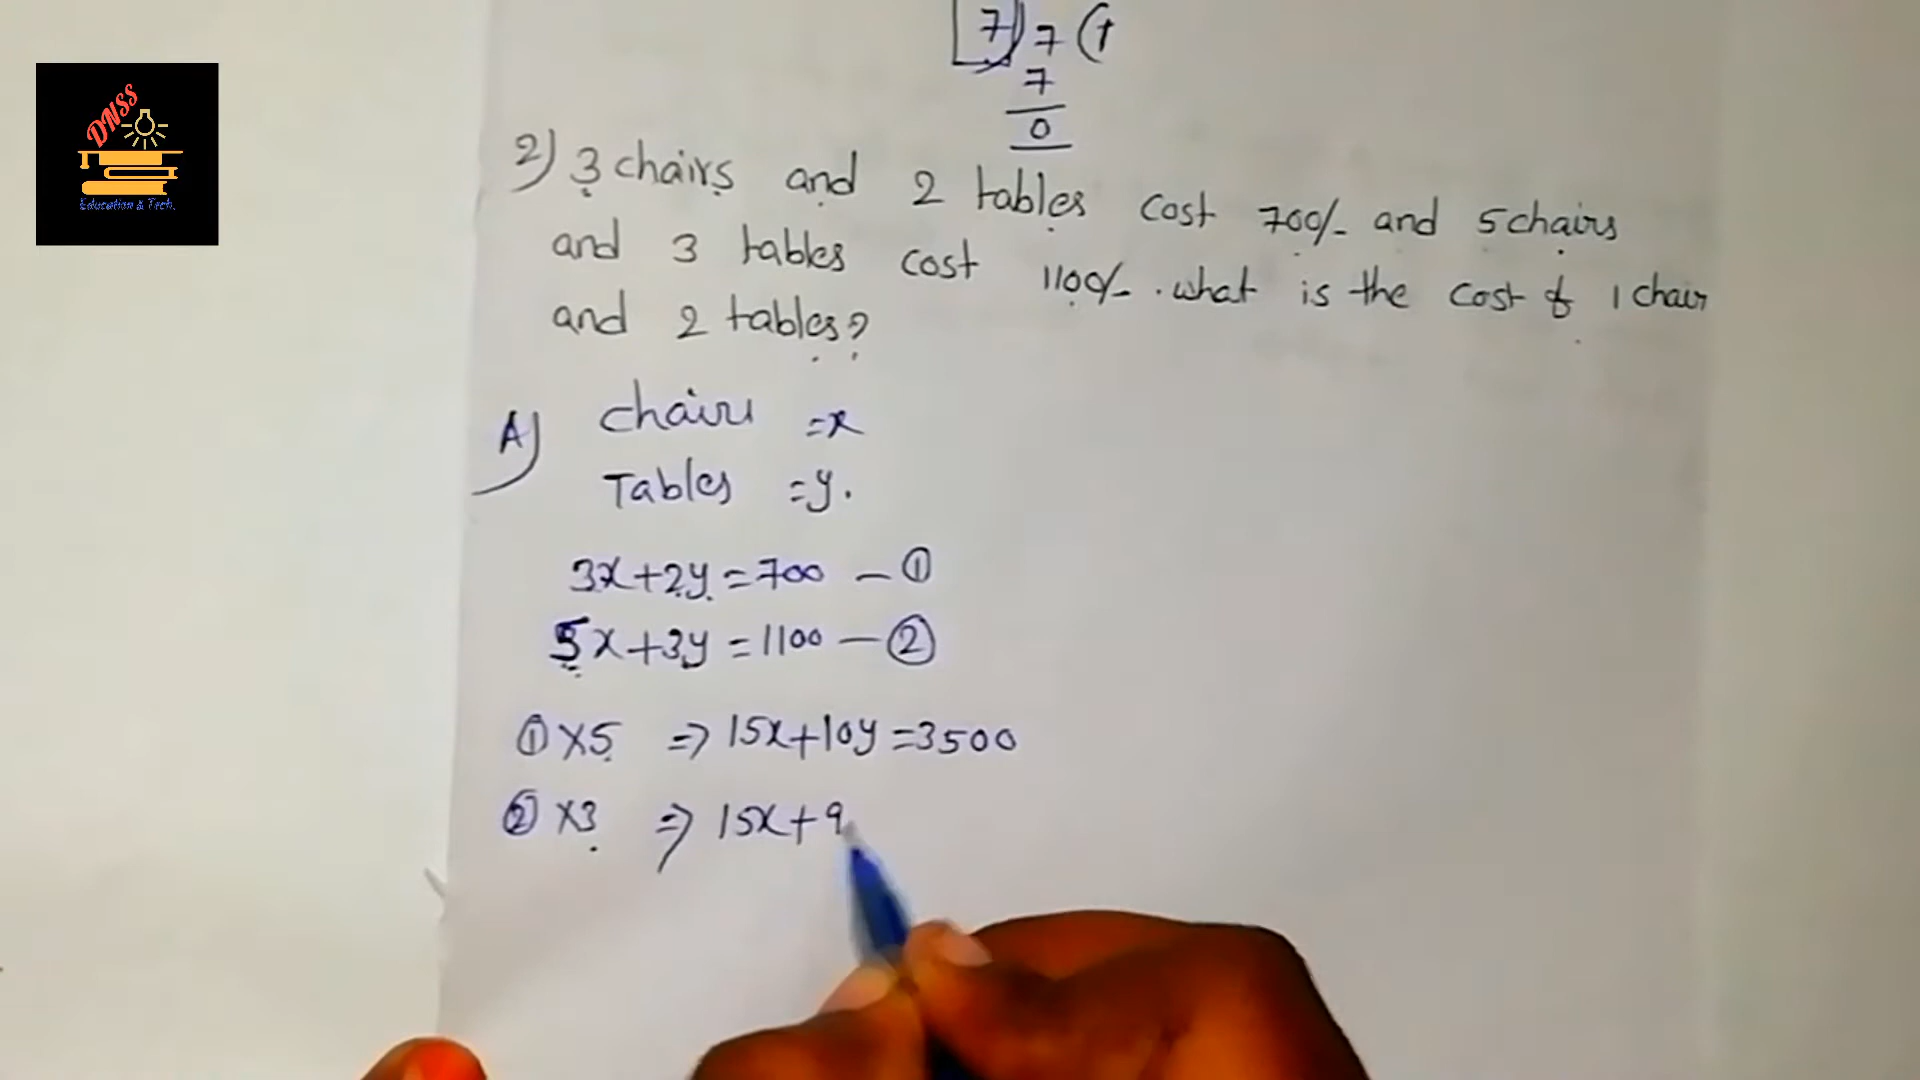 7) 7 (1
7
0
DNSS
Education & Tech.
2) 3 chairs and 2 tables cost 700/- and 5 chairs
and 3 tables cost 1100/- . what is the cost of 1 chair
and 2 tables?
A) chairs = x
Tables = y.
3x+2y=700 — ①
5x+3y=1100 — ②
① X5 ⇒ 15x+10y=3500
② X3 ⇒ 15x+9